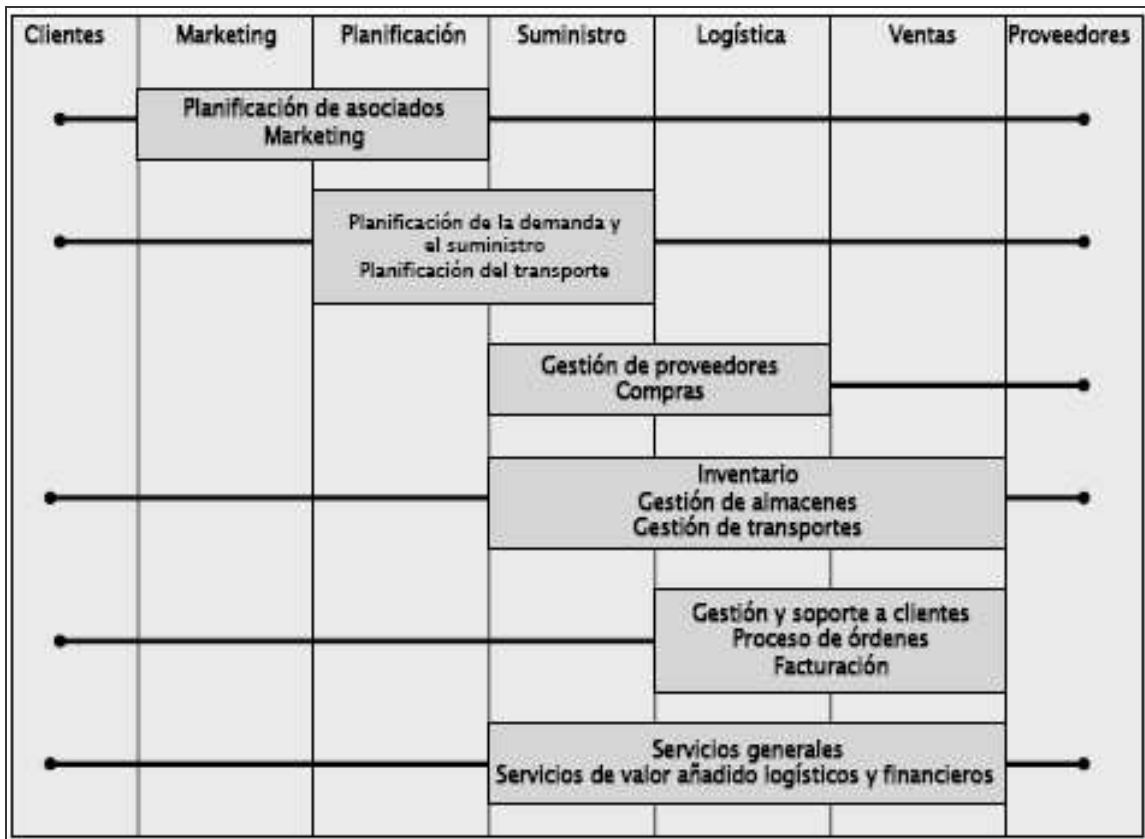 Clientes Marketing Planificación Suministro Logística Ventas Proveedores
Planificación de asociados
Marketing
Planificación de la demanda y
el suministro
Planificación del transporte
Gestión de proveedores
Compras
Inventario
Gestión de almacenes
Gestión de transportes
Gestión y soporte a clientes
Proceso de órdenes
Facturación
Servicios generales
Servicios de valor añadido logísticos y financieros